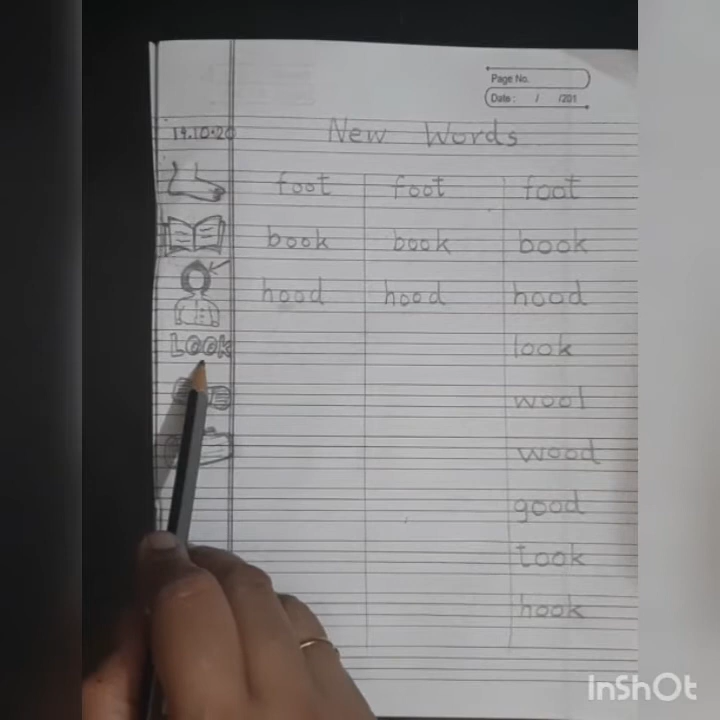 Page No.
Date : / /201
19.10.20
New Words
foot foot foot
book book book
hood hood hood
LOOK look
wool
wood
good
took
hook
InShOt